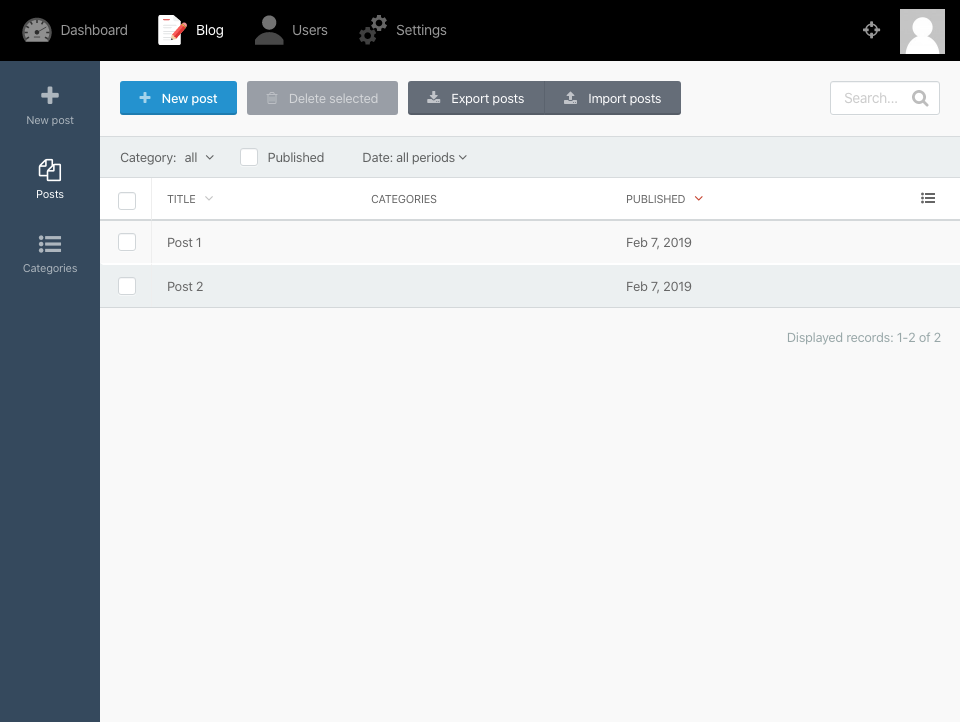 Dashboard Blog Users Settings
New post Delete selected Export posts Import posts Search...
New post
Category: all Published Date: all periods
Posts
TITLE CATEGORIES PUBLISHED
Post 1 Feb 7, 2019
Categories
Post 2 Feb 7, 2019
Displayed records: 1-2 of 2